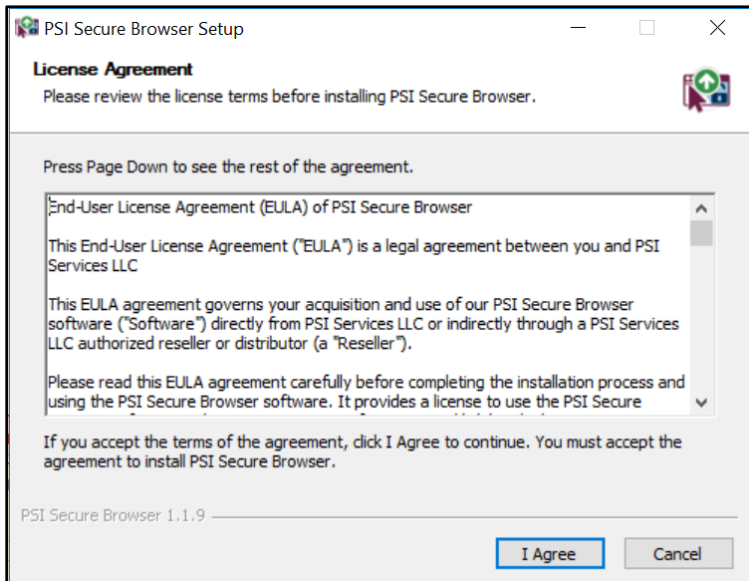 PSI Secure Browser Setup
License Agreement
Please review the license terms before installing PSI Secure Browser.
Press Page Down to see the rest of the agreement.
End-User License Agreement (EULA) of PSI Secure Browser
This End-User License Agreement ("EULA") is a legal agreement between you and PSI
Services LLC
This EULA agreement governs your acquisition and use of our PSI Secure Browser
software ("Software") directly from PSI Services LLC or indirectly through a PSI Services
LLC authorized reseller or distributor (a "Reseller").
Please read this EULA agreement carefully before completing the installation process and
using the PSI Secure Browser software. It provides a license to use the PSI Secure
If you accept the terms of the agreement, click I Agree to continue. You must accept the
agreement to install PSI Secure Browser.
PSI Secure Browser 1.1.9
I Agree
Cancel